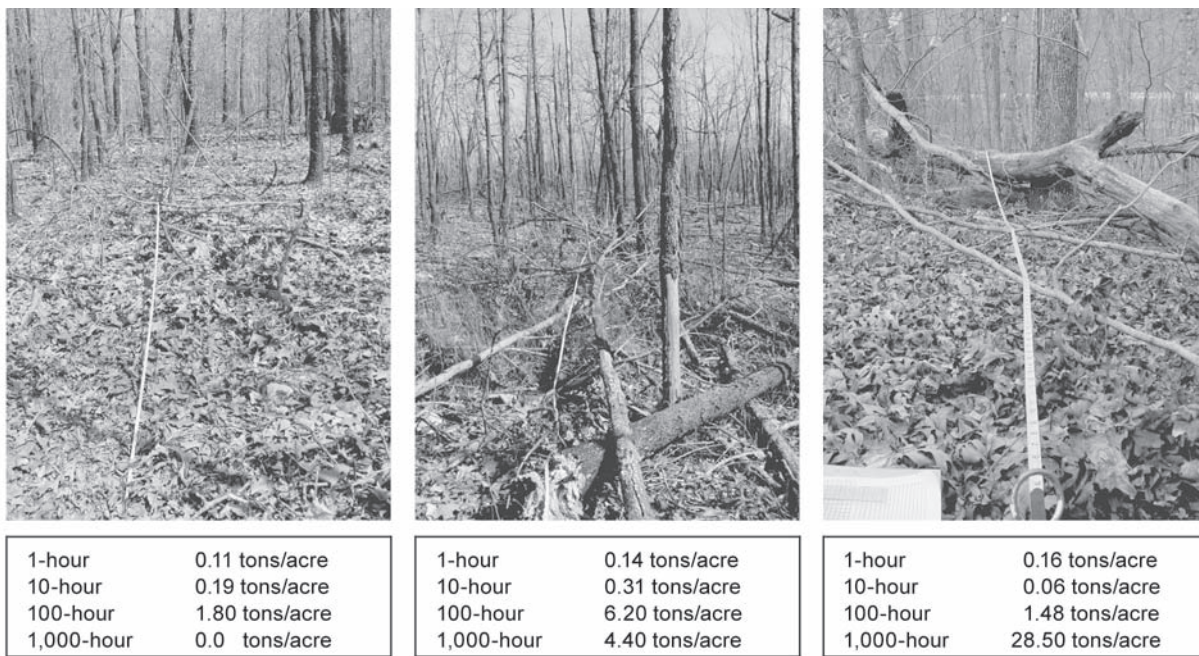 1-hour 0.11 tons/acre
10-hour 0.19 tons/acre
100-hour 1.80 tons/acre
1,000-hour 0.0 tons/acre
1-hour 0.14 tons/acre
10-hour 0.31 tons/acre
100-hour 6.20 tons/acre
1,000-hour 4.40 tons/acre
1-hour 0.16 tons/acre
10-hour 0.06 tons/acre
100-hour 1.48 tons/acre
1,000-hour 28.50 tons/acre